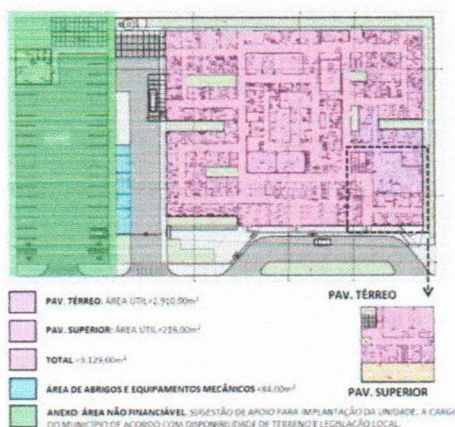 PAV. TÉRREO: ÁREA ÚTIL=2.910,00m²
PAV. SUPERIOR: ÁREA ÚTIL=219,00m²
TOTAL =3.129,00m²
ÁREA DE ABRIGOS E EQUIPAMENTOS MECÂNICOS =84,00m²
ANEXO: ÁREA NÃO FINANCIÁVEL. SUGESTÃO DE APOIO PARA IMPLANTAÇÃO DA UNIDADE, A CARGO
DO MUNICÍPIO DE ACORDO COM DISPONIBILIDADE DE TERRENO E LEGISLAÇÃO LOCAL.
PAV. TÉRREO
PAV. SUPERIOR